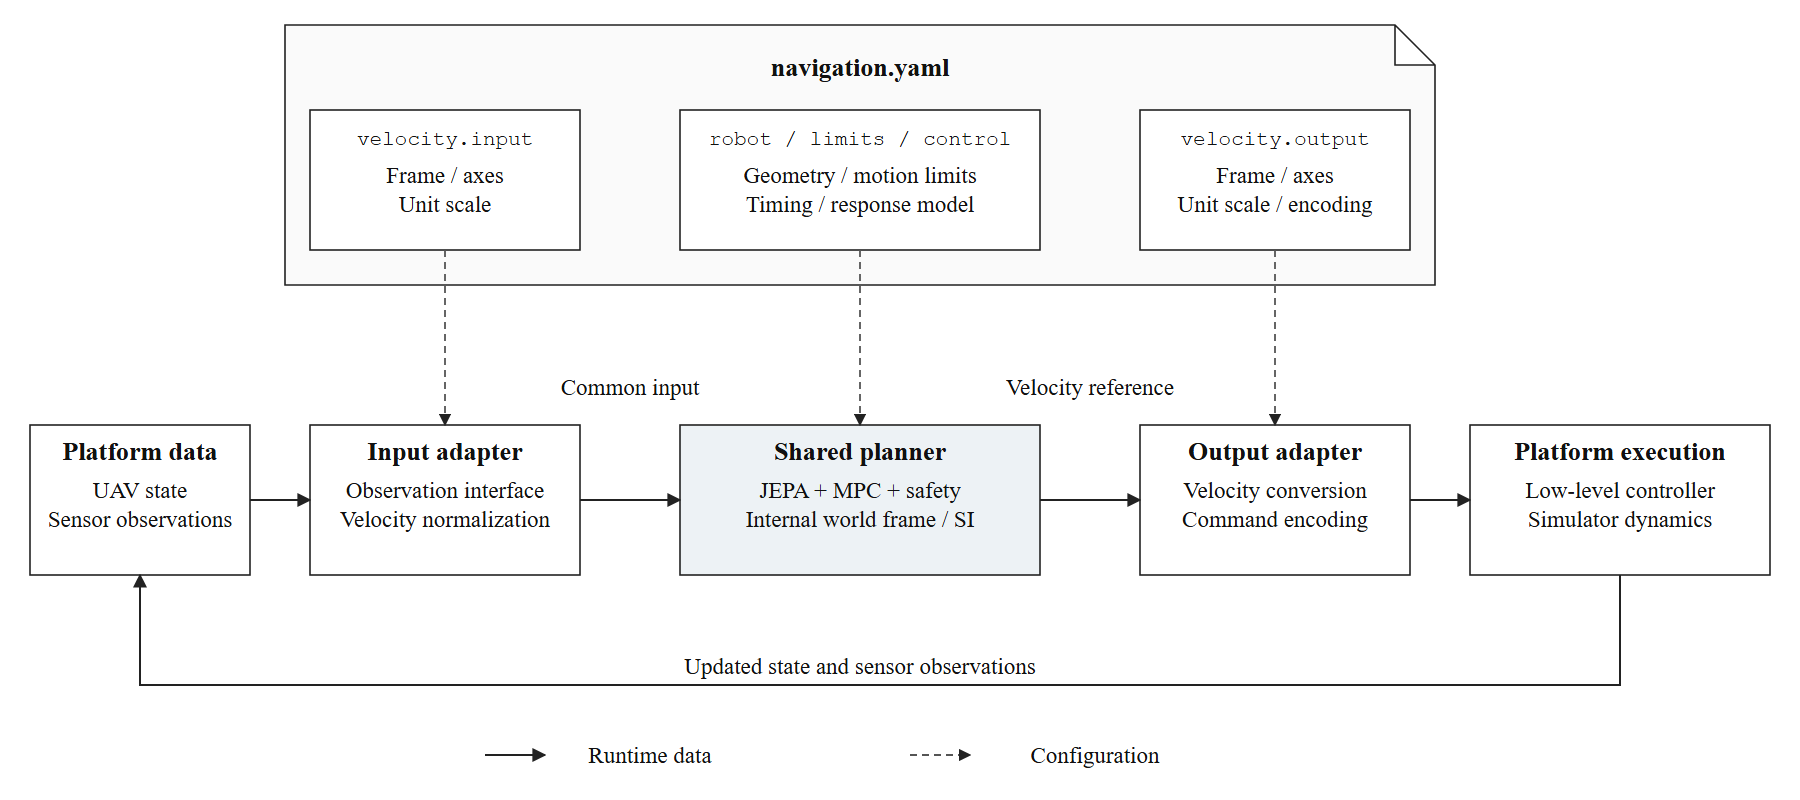 navigation.yaml
velocity.input
Frame / axes
Unit scale
robot / limits / control
Geometry / motion limits
Timing / response model
velocity.output
Frame / axes
Unit scale / encoding
Common input
Velocity reference
Platform data
UAV state
Sensor observations
Input adapter
Observation interface
Velocity normalization
Shared planner
JEPA + MPC + safety
Internal world frame / SI
Output adapter
Velocity conversion
Command encoding
Platform execution
Low-level controller
Simulator dynamics
Updated state and sensor observations
Runtime data
Configuration